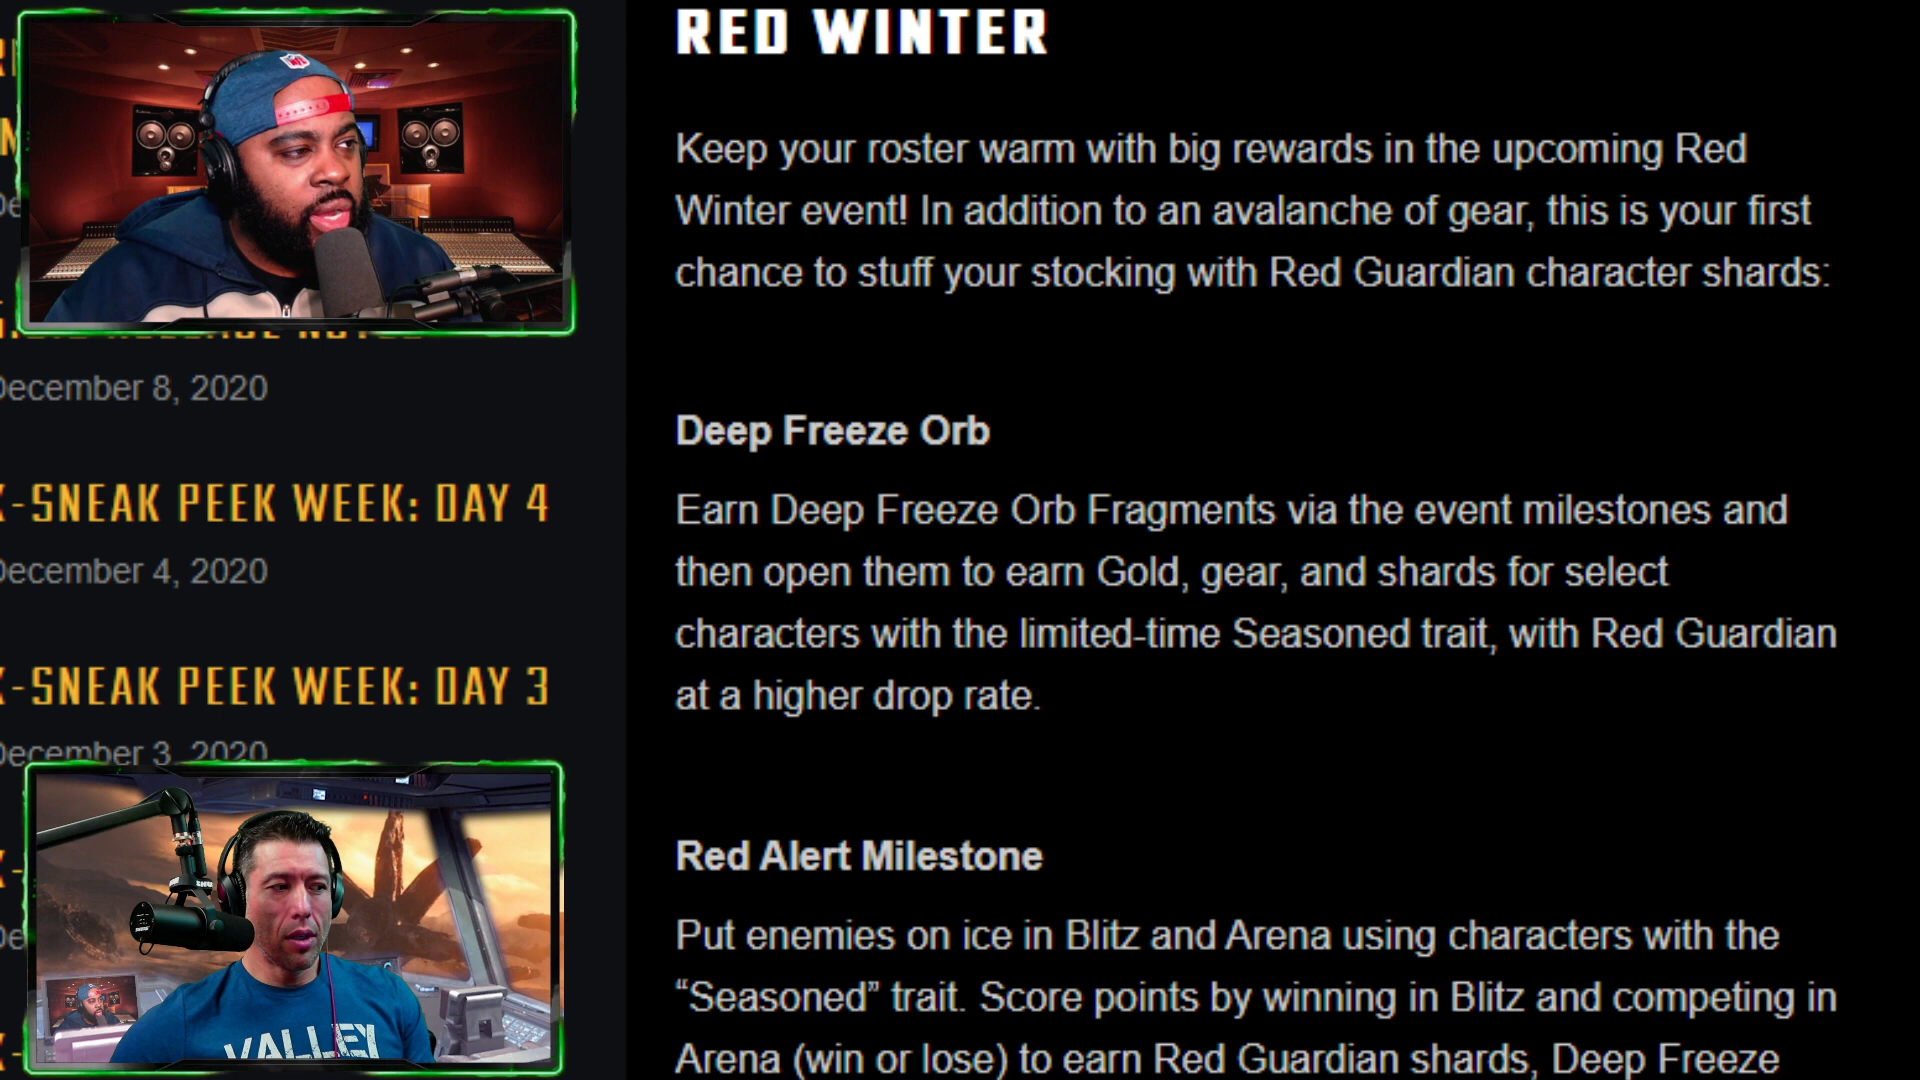 RED WINTER
Keep your roster warm with big rewards in the upcoming Red
Winter event! In addition to an avalanche of gear, this is your first
chance to stuff your stocking with Red Guardian character shards:
Deep Freeze Orb
Earn Deep Freeze Orb Fragments via the event milestones and
then open them to earn Gold, gear, and shards for select
characters with the limited-time Seasoned trait, with Red Guardian
at a higher drop rate.
Red Alert Milestone
Put enemies on ice in Blitz and Arena using characters with the
“Seasoned” trait. Score points by winning in Blitz and competing in
Arena (win or lose) to earn Red Guardian shards, Deep Freeze
December 8, 2020
X-SNEAK PEEK WEEK: DAY 4
December 4, 2020
X-SNEAK PEEK WEEK: DAY 3
December 3, 2020
VALLEY